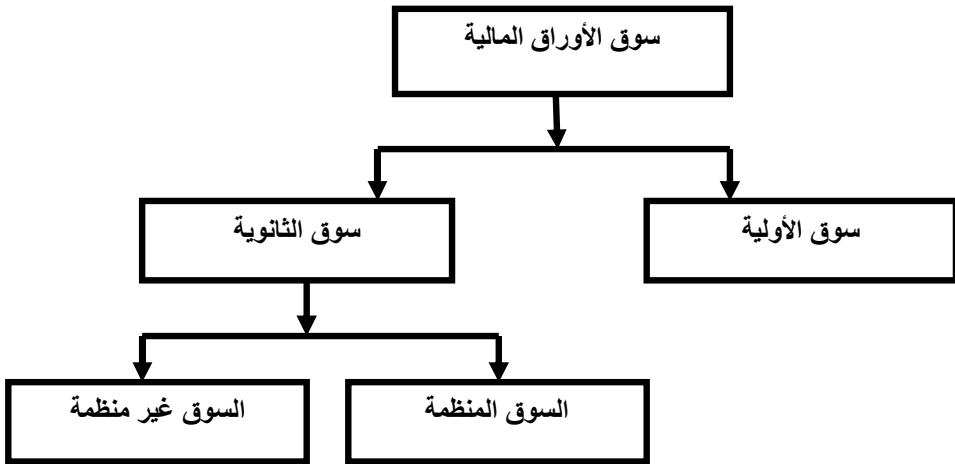 سوق الأوراق المالية
سوق الأولية
سوق الثانوية
السوق المنظمة
السوق غير منظمة